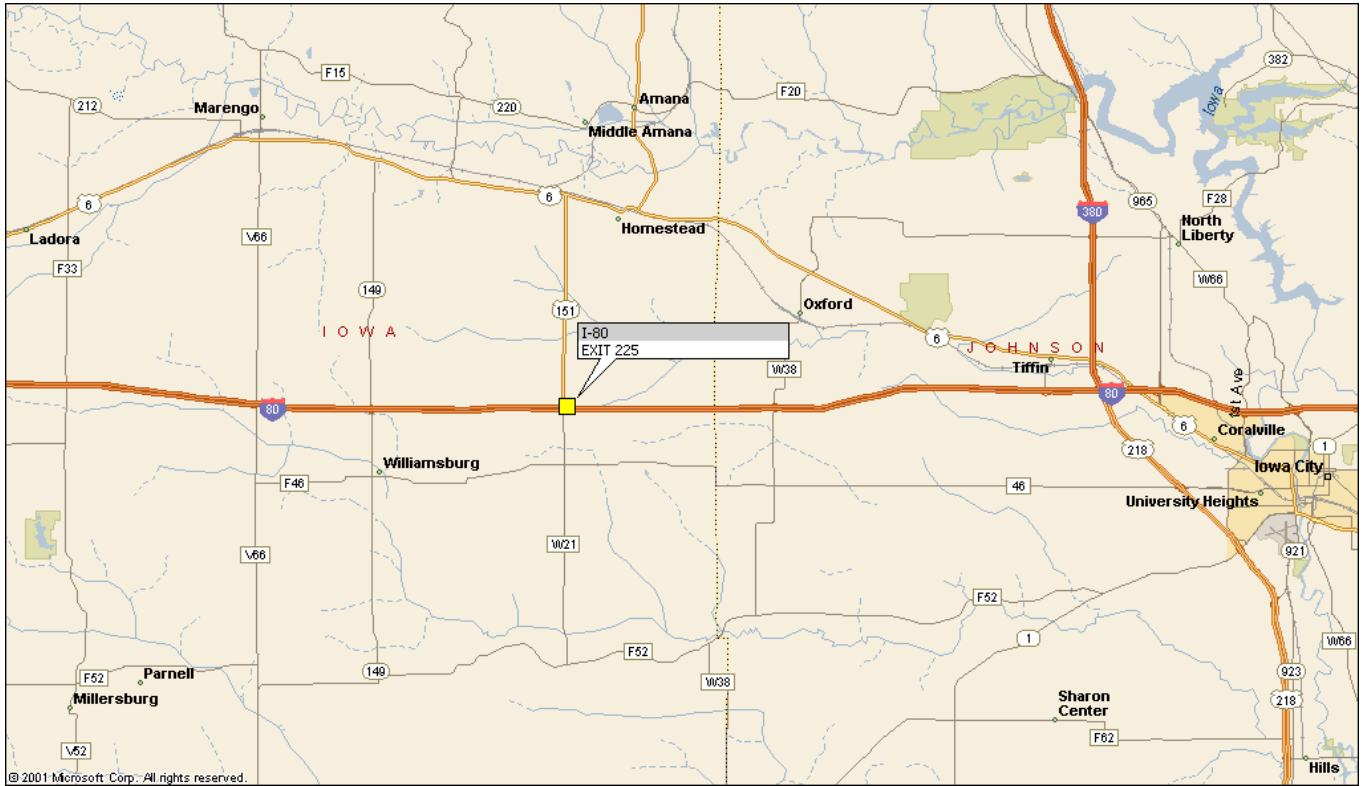 F15
382
212
Marengo
220
Amana
F20
Iowa
Middle Amana
6
6
965
F28
380
North
Liberty
Ladora
V66
Homestead
F33
W66
149
151
Oxford
I O W A
I-80
EXIT 225
6
J O H N S O N
Tiffin
W38
1st Ave
80
80
6
Coralville
218
1
Williamsburg
Iowa City
F46
46
University Heights
V66
W21
921
F52
1
W66
F52
149
923
F52
Parnell
W38
Millersburg
218
Sharon
Center
F62
V52
Hills
© 2001 Microsoft Corp. All rights reserved.